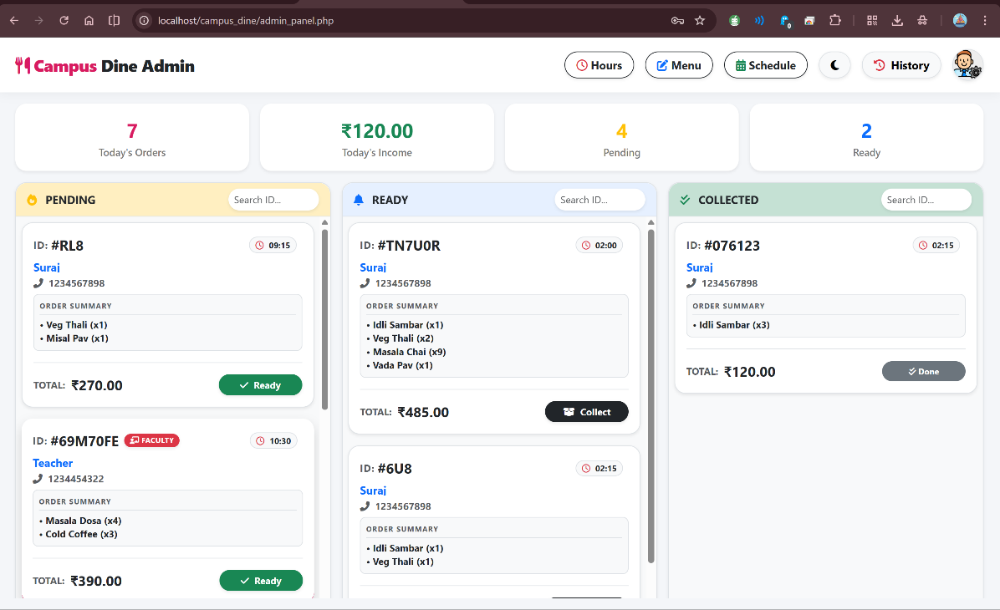 localhost/campus_dine/admin_panel.php
0
Campus Dine Admin
Hours
Menu
Schedule
History
7
Today's Orders
₹120.00
Today's Income
4
Pending
2
Ready
PENDING
Search ID...
ID: #RL8
09:15
Suraj
1234567898
ORDER SUMMARY
• Veg Thali (x1)
• Misal Pav (x1)
TOTAL: ₹270.00
Ready
ID: #69M70FE
FACULTY
10:30
Teacher
1234454322
ORDER SUMMARY
• Masala Dosa (x4)
• Cold Coffee (x3)
TOTAL: ₹390.00
Ready
READY
Search ID...
ID: #TN7U0R
02:00
Suraj
1234567898
ORDER SUMMARY
• Idli Sambar (x1)
• Veg Thali (x2)
• Masala Chai (x9)
• Vada Pav (x1)
TOTAL: ₹485.00
Collect
ID: #6U8
02:15
Suraj
1234567898
ORDER SUMMARY
• Idli Sambar (x1)
• Veg Thali (x1)
COLLECTED
Search ID...
ID: #076123
02:15
Suraj
1234567898
ORDER SUMMARY
• Idli Sambar (x3)
TOTAL: ₹120.00
Done